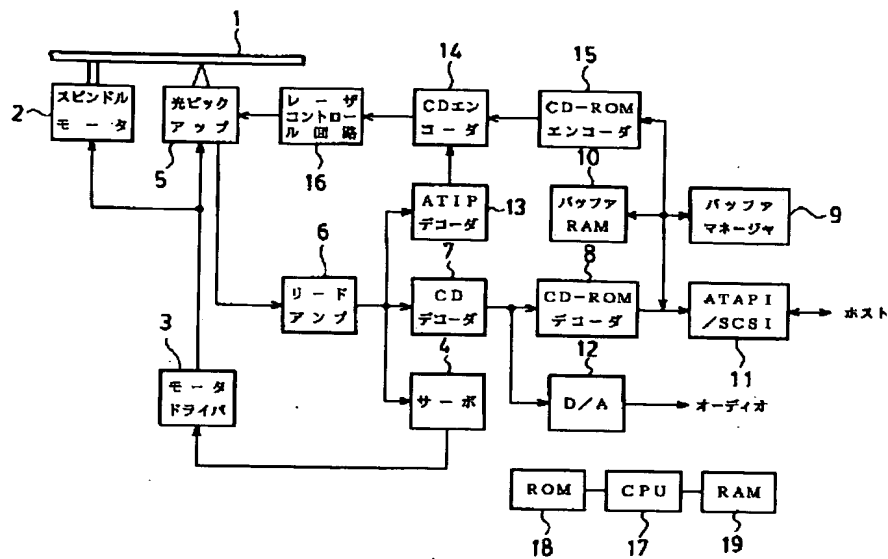 1
2
スピンドル
モータ
光ピック
アップ
5
レーザ
コントロー
ル回路
16
14
CDエン
コーダ
15
CD-ROM
エンコーダ
ATIP
デコーダ
13
10
バッファ
RAM
バッファ
マネージャ
9
6
リード
アンプ
7
CD
デコーダ
8
CD-ROM
デコーダ
ATAPI
/SCSI
11
ホスト
3
モータ
ドライバ
4
サーボ
12
D/A
オーディオ
ROM
18
CPU
17
RAM
19